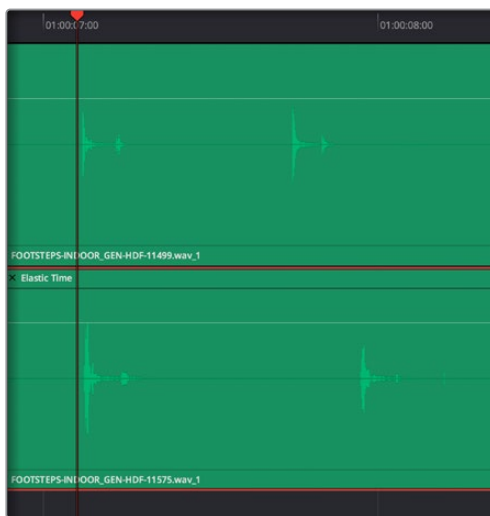 01:00:07:00
01:00:08:00
FOOTSTEPS-INDOOR_GEN-HDF-11499.wav_1
× Elastic Time
FOOTSTEPS-INDOOR_GEN-HDF-11575.wav_1